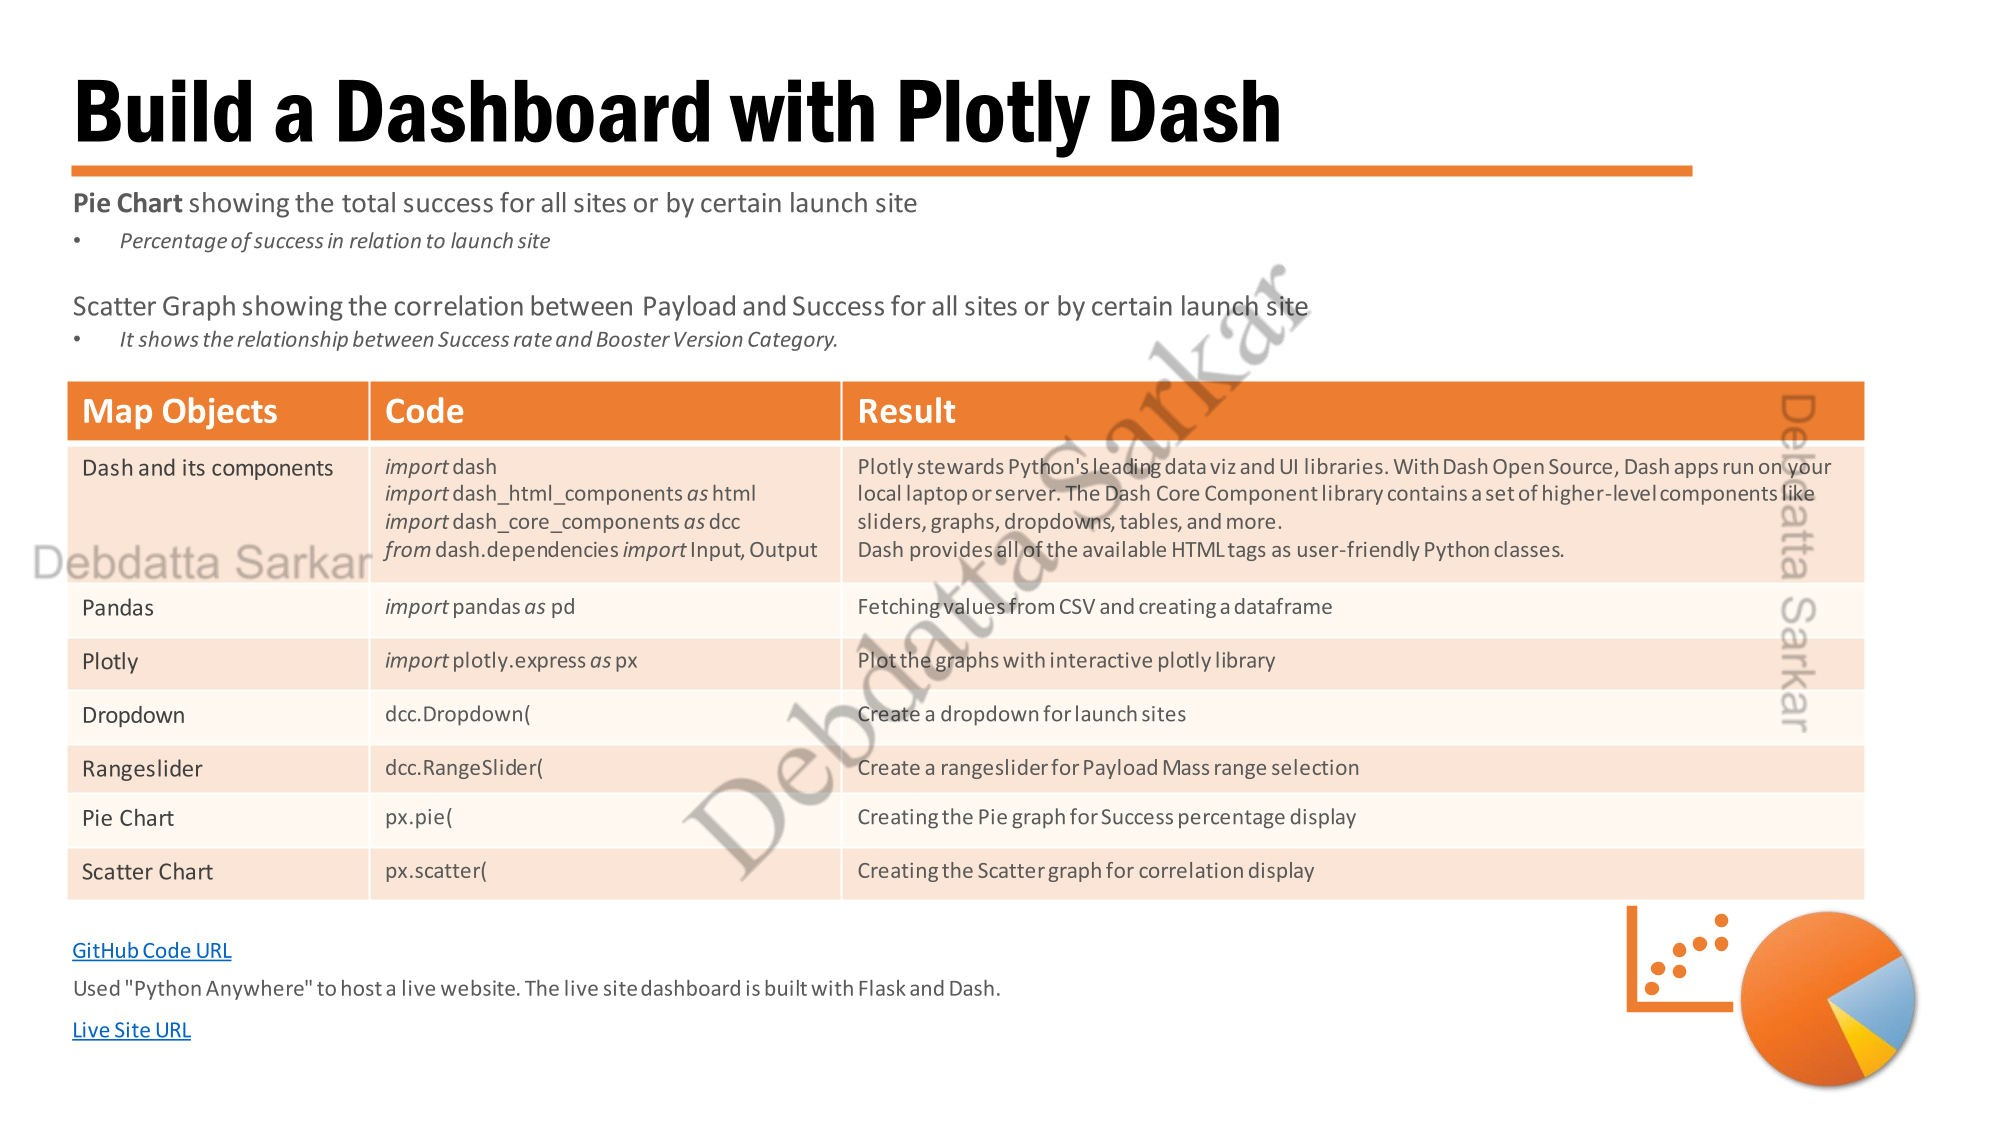 Build a Dashboard with Plotly Dash
Pie Chart showing the total success for all sites or by certain launch site
• Percentage of success in relation to launch site
Scatter Graph showing the correlation between Payload and Success for all sites or by certain launch site
• It shows the relationship between Success rate and Booster Version Category.
Map Objects Code Result
Dash and its components
import dash
import dash_html_components as html
import dash_core_components as dcc
from dash.dependencies import Input, Output
Plotly stewards Python's leading data viz and UI libraries. With Dash Open Source, Dash apps run on your
local laptop or server. The Dash Core Component library contains a set of higher-level components like
sliders, graphs, dropdowns, tables, and more.
Dash provides all of the available HTML tags as user-friendly Python classes.
Pandas import pandas as pd Fetching values from CSV and creating a dataframe
Plotly import plotly.express as px Plot the graphs with interactive plotly library
Dropdown dcc.Dropdown( Create a dropdown for launch sites
Rangeslider dcc.RangeSlider( Create a rangeslider for Payload Mass range selection
Pie Chart px.pie( Creating the Pie graph for Success percentage display
Scatter Chart px.scatter( Creating the Scatter graph for correlation display
GitHub Code URL
Used "Python Anywhere" to host a live website. The live site dashboard is built with Flask and Dash.
Live Site URL
Debdatta Sarkar
Debdatta Sarkar
Debdatta Sarkar